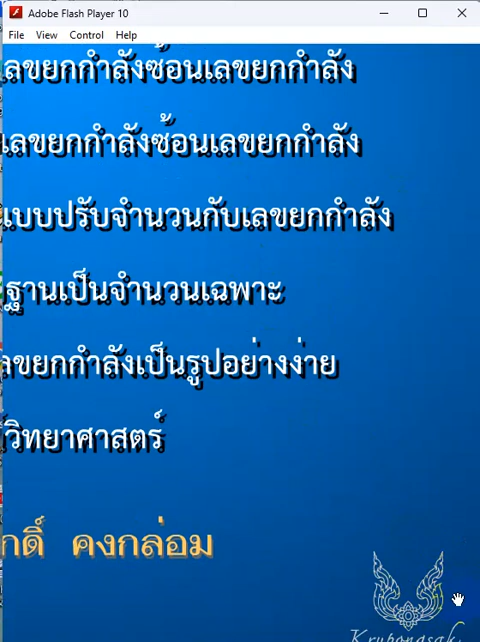 Adobe Flash Player 10
File View Control Help
ลขยกกำลังซ้อนเลขยกกำลัง
เลขยกกำลังซ้อนเลขยกกำลัง
แบบปรับจำนวนกับเลขยกกำลัง
ฐานเป็นจำนวนเฉพาะ
ลขยกกำลังเป็นรูปอย่างง่าย
วิทยาศาสตร์
กดิ์ คงกล่อม